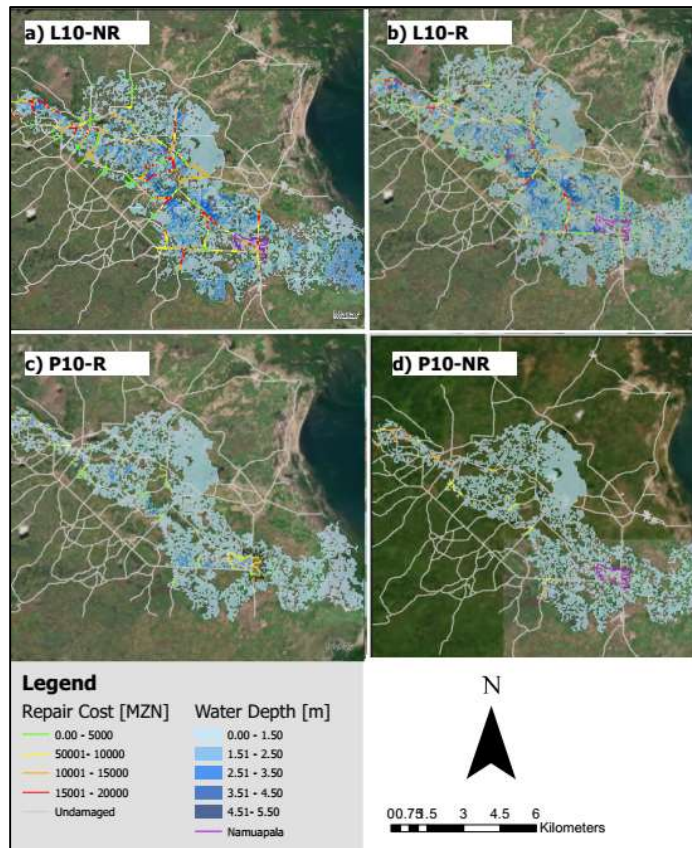 a) L10-NR
b) L10-R
c) P10-R
d) P10-NR
Legend
Repair Cost [MZN]
0.00 - 5000
50001 - 10000
10001 - 15000
15001 - 20000
Undamaged
Water Depth [m]
0.00 - 1.50
1.51 - 2.50
2.51 - 3.50
3.51 - 4.50
4.51- 5.50
Namuapala
N
00.751.5 3 4.5 6
Kilometers